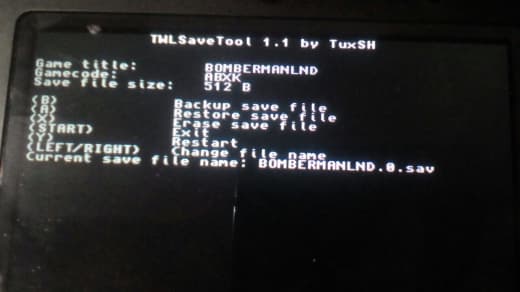 TWLSaveTool 1.1 by TuxSH
Game title: BOMBERMANLND
Gamecode: ABXK
Save file size: 512 B
(B) Backup save file
(A) Restore save file
(X) Erase save file
(START) Exit
(Y) Restart
(LEFT/RIGHT) Change file name
Current save file name: BOMBERMANLND.0.sav